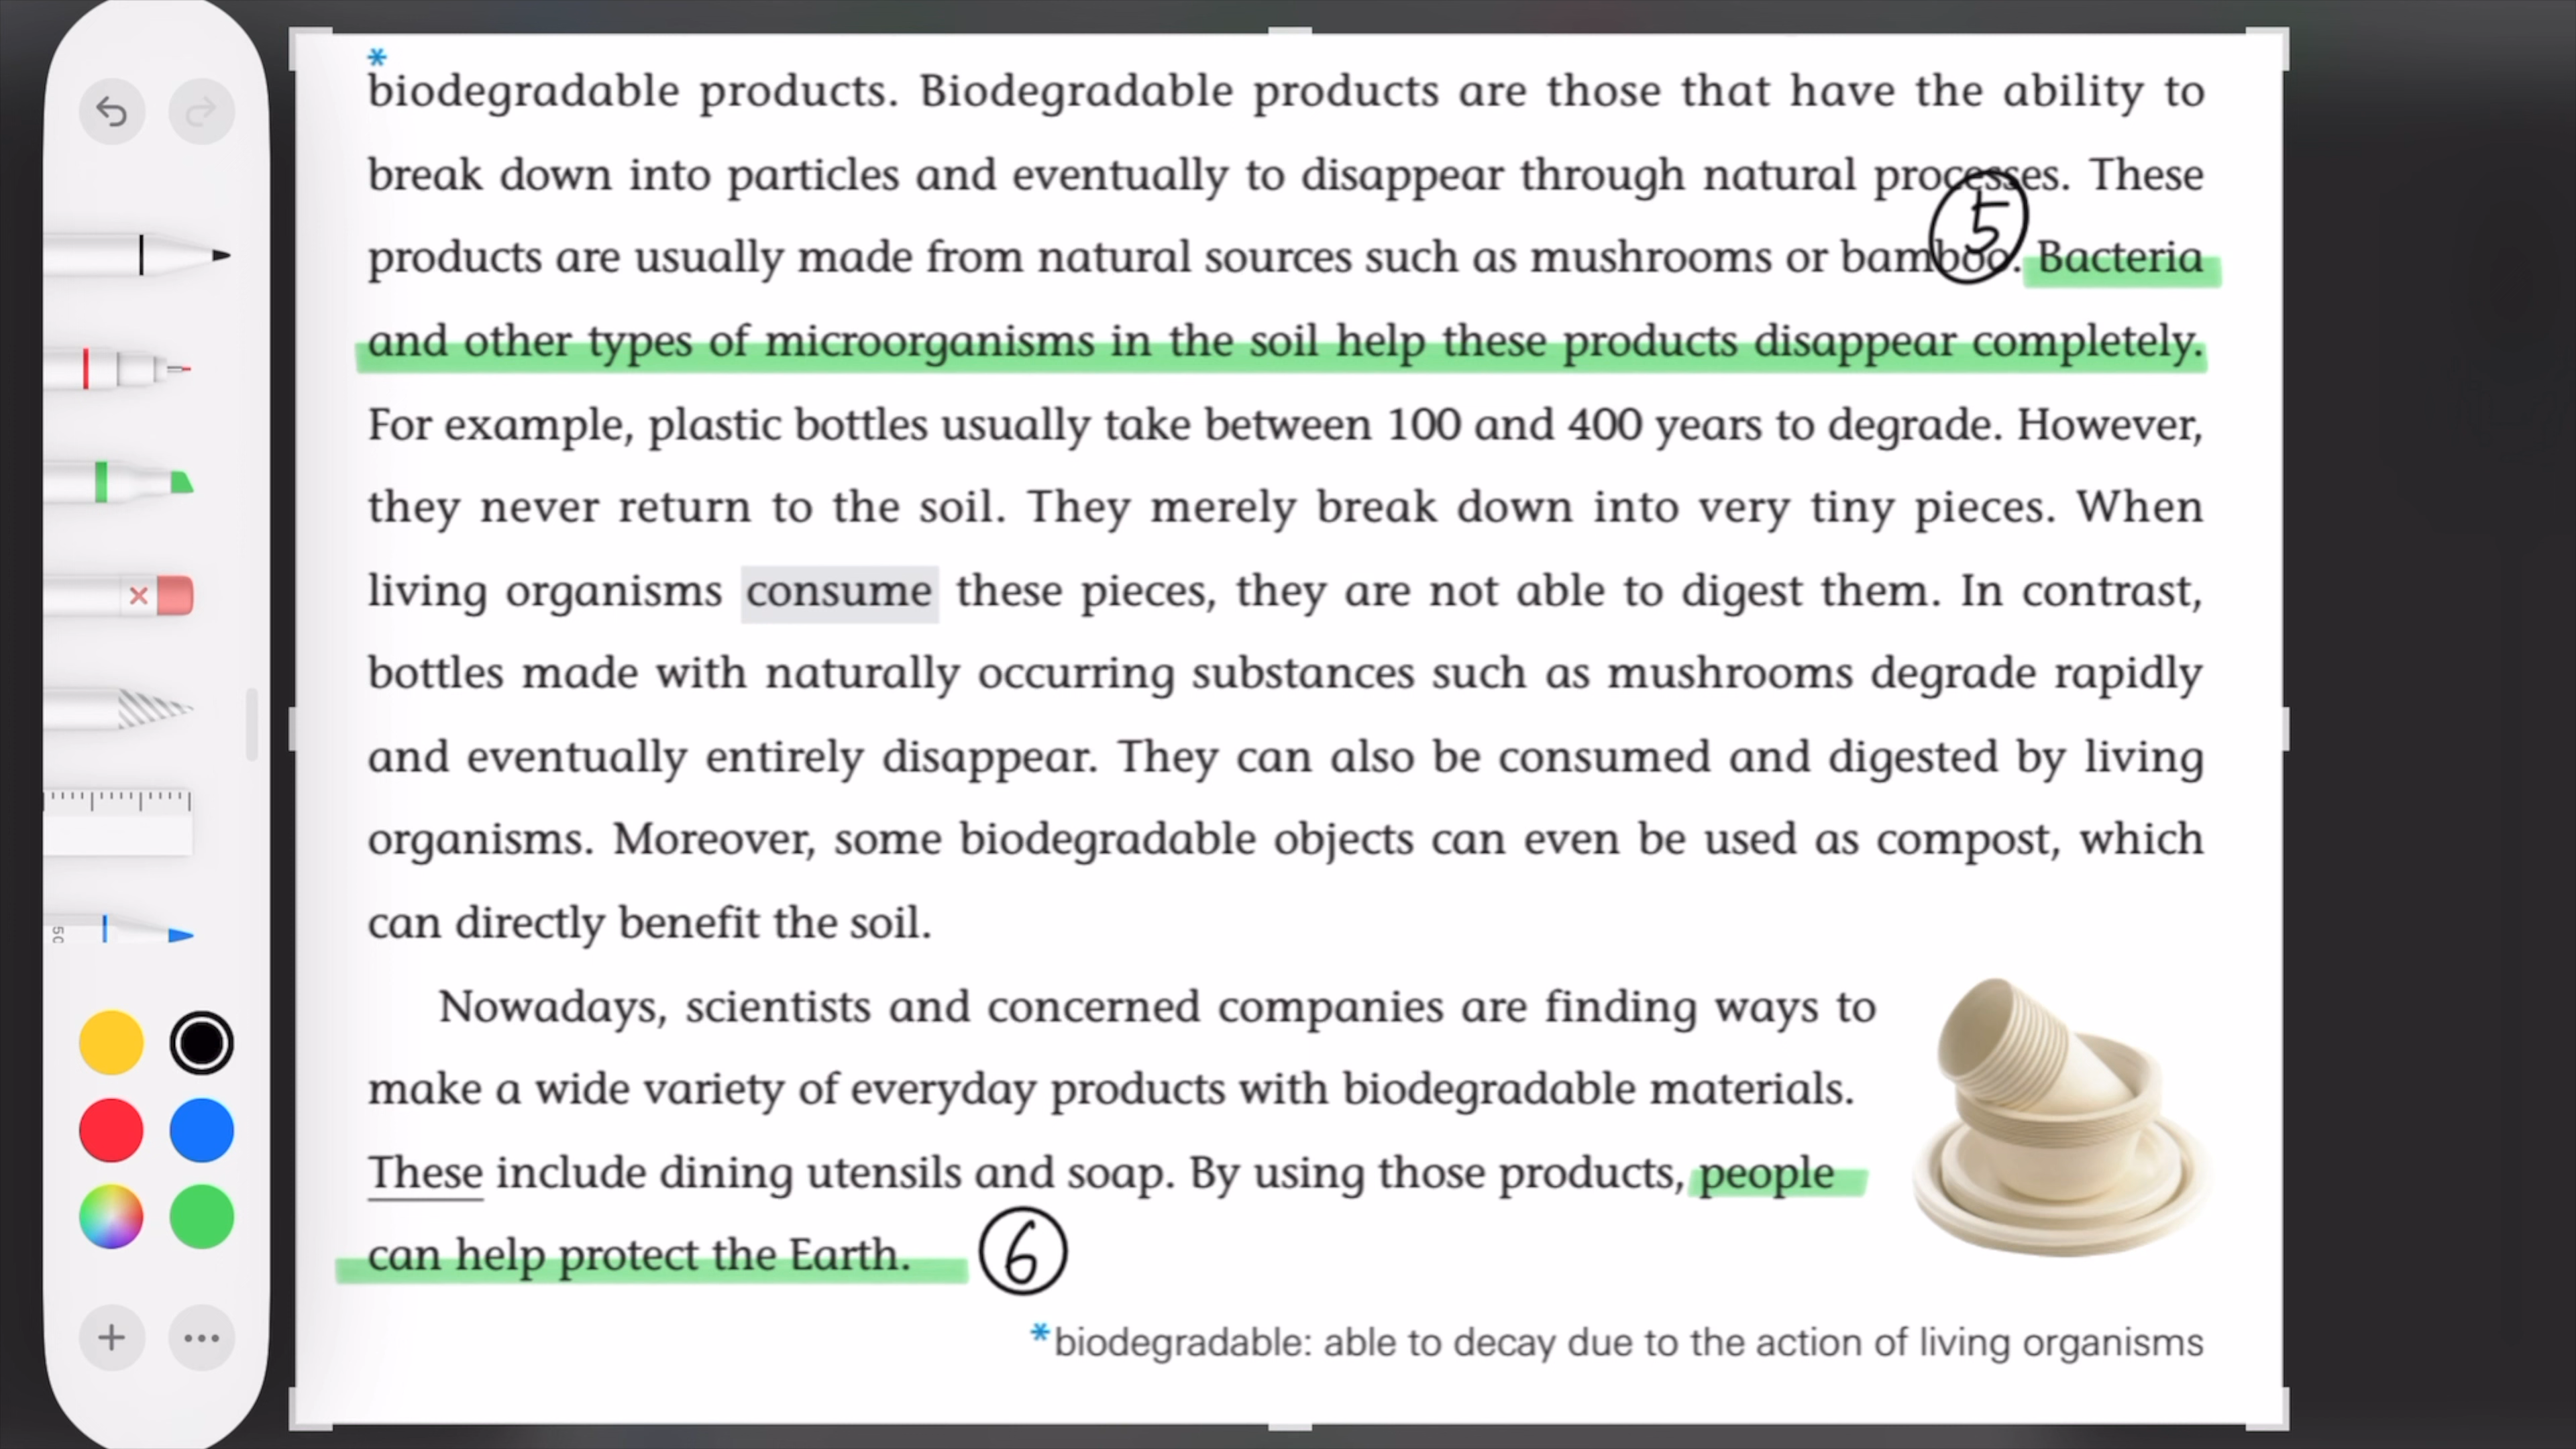 *
biodegradable products. Biodegradable products are those that have the ability to
break down into particles and eventually to disappear through natural processes. These
products are usually made from natural sources such as mushrooms or bamboo. Bacteria
5
and other types of microorganisms in the soil help these products disappear completely.
For example, plastic bottles usually take between 100 and 400 years to degrade. However,
they never return to the soil. They merely break down into very tiny pieces. When
living organisms consume these pieces, they are not able to digest them. In contrast,
bottles made with naturally occurring substances such as mushrooms degrade rapidly
and eventually entirely disappear. They can also be consumed and digested by living
organisms. Moreover, some biodegradable objects can even be used as compost, which
can directly benefit the soil.
Nowadays, scientists and concerned companies are finding ways to
make a wide variety of everyday products with biodegradable materials.
These include dining utensils and soap. By using those products, people
can help protect the Earth. 6
*biodegradable: able to decay due to the action of living organisms
50